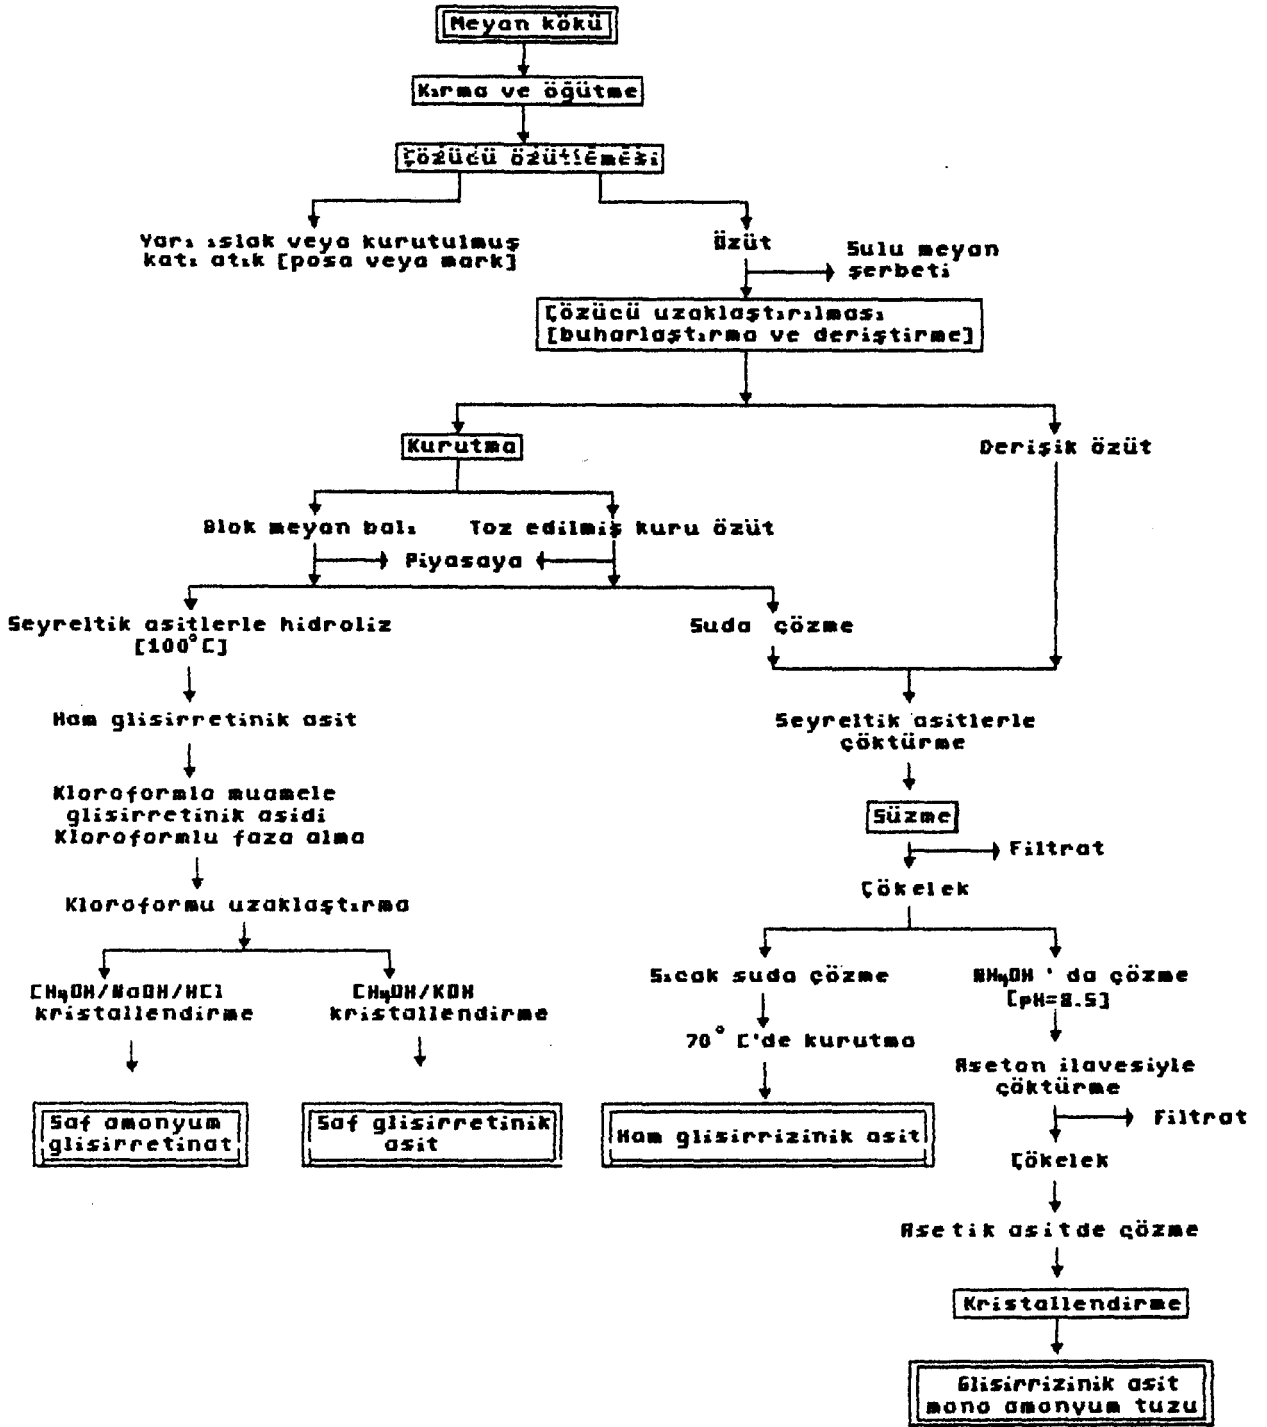 Meyan kökü
Kırma ve öğütme
Çözücü özütlemesi
Yarı ıslak veya kurutulmuş
katı atık [posa veya mark]
Özüt
Sulu meyan
şerbeti
Çözücü uzaklaştırılması
[buharlaştırma ve deriştirme]
Kurutma
Derişik özüt
Blok meyan balı
Toz edilmiş kuru özüt
Piyasaya
Seyreltik asitlerle hidroliz
[100°C]
Suda çözme
Ham glisirretinik asit
Seyreltik asitlerle
çöktürme
Kloroformla muamele
glisirretinik asidi
Kloroformlu faza alma
Süzme
Filtrat
Çökelek
Kloroformu uzaklaştırma
CH₄OH/NaOH/HCl
kristallendirme
CH₄OH/KOH
kristallendirme
Sıcak suda çözme
NH₄OH ' da çözme
[pH=8.5]
70° C'de kurutma
Aseton ilavesiyle
çöktürme
Filtrat
Saf amonyum
glisirretinat
Saf glisirretinik
asit
Ham glisirrizinik asit
Çökelek
Asetik asitde çözme
Kristallendirme
Glisirrizinik asit
mono amonyum tuzu